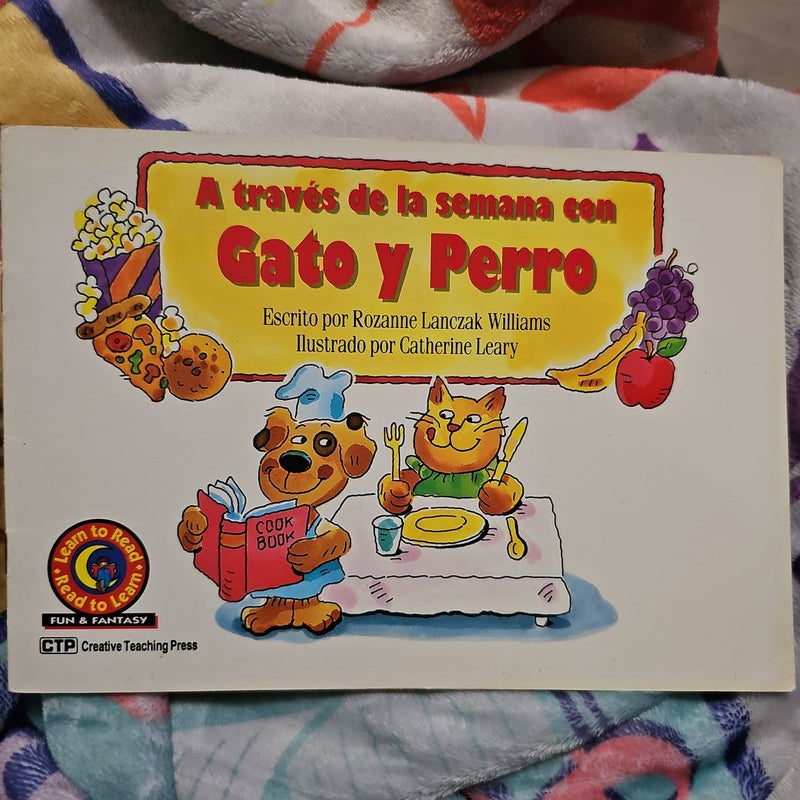 A través de la semana con
Gato y Perro
Escrito por Rozanne Lanczak Williams
Ilustrado por Catherine Leary
COOK
BOOK
Learn to Read
Read to Learn
FUN & FANTASY
CTP Creative Teaching Press